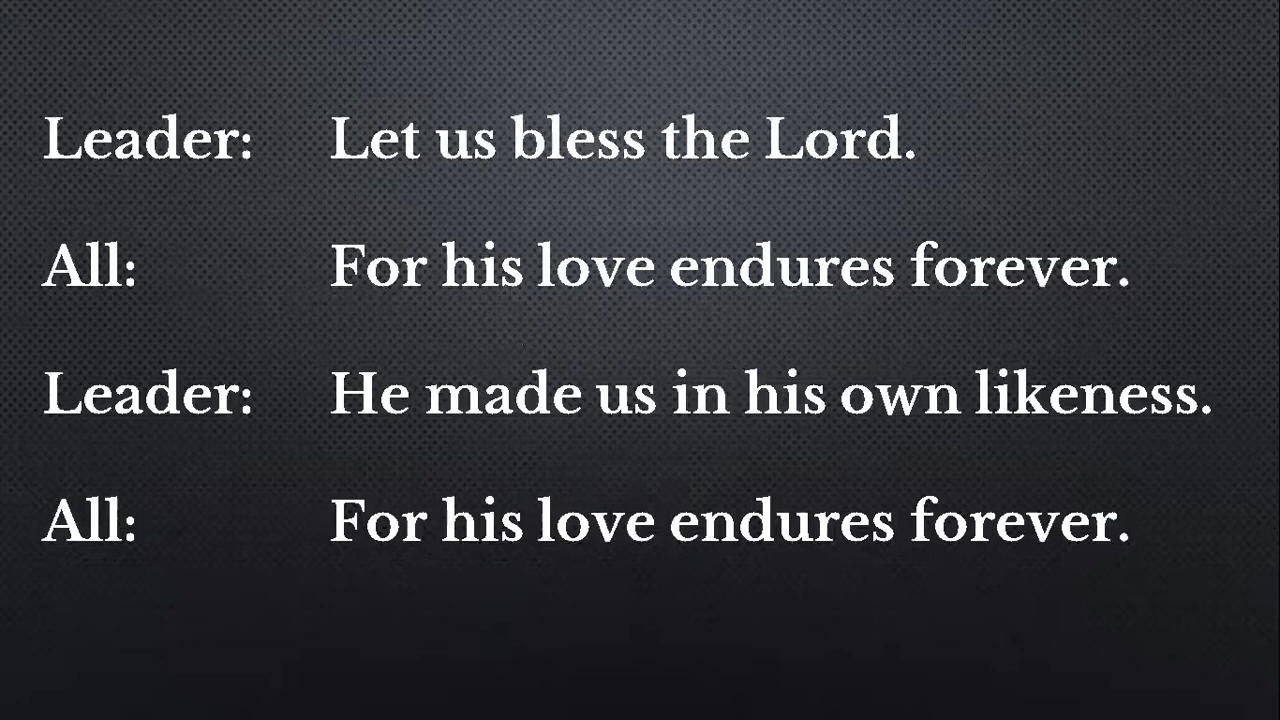 Leader: Let us bless the Lord.
All: For his love endures forever.
Leader: He made us in his own likeness.
All: For his love endures forever.